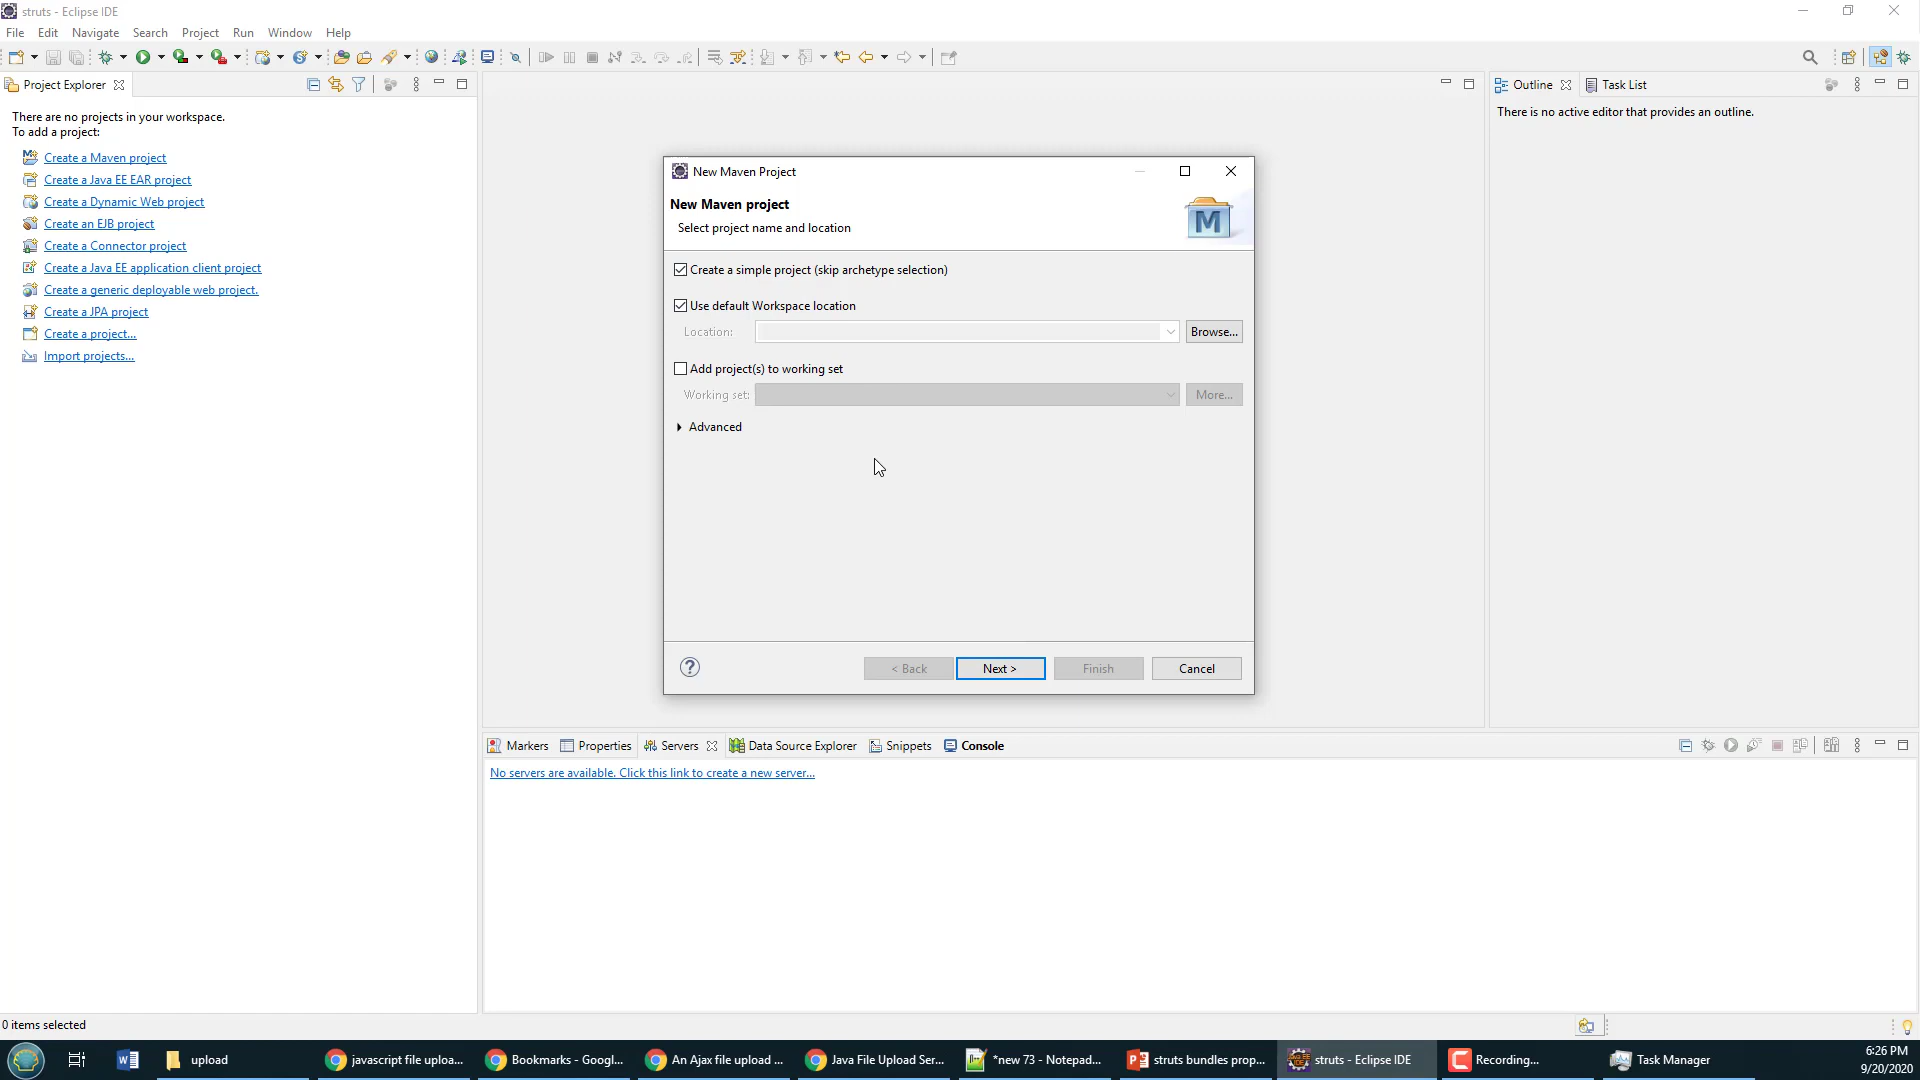 struts - Eclipse IDE
File Edit Navigate Search Project Run Window Help
Project Explorer
Outline
Task List
There are no projects in your workspace.
To add a project:
Create a Maven project
Create a Java EE EAR project
Create a Dynamic Web project
Create an EJB project
Create a Connector project
Create a Java EE application client project
Create a generic deployable web project.
Create a JPA project
Create a project...
Import projects...
There is no active editor that provides an outline.
New Maven Project
New Maven project
Select project name and location
M
Create a simple project (skip archetype selection)
Use default Workspace location
Location:
Browse...
Add project(s) to working set
Working set:
More...
Advanced
?
< Back
Next >
Finish
Cancel
Markers
Properties
Servers
Data Source Explorer
Snippets
Console
No servers are available. Click this link to create a new server...
0 items selected
upload
javascript file uploa...
Bookmarks - Googl...
An Ajax file upload ...
Java File Upload Ser...
*new 73 - Notepad...
struts bundles prop...
struts - Eclipse IDE
Recording...
Task Manager
6:26 PM
9/20/2020